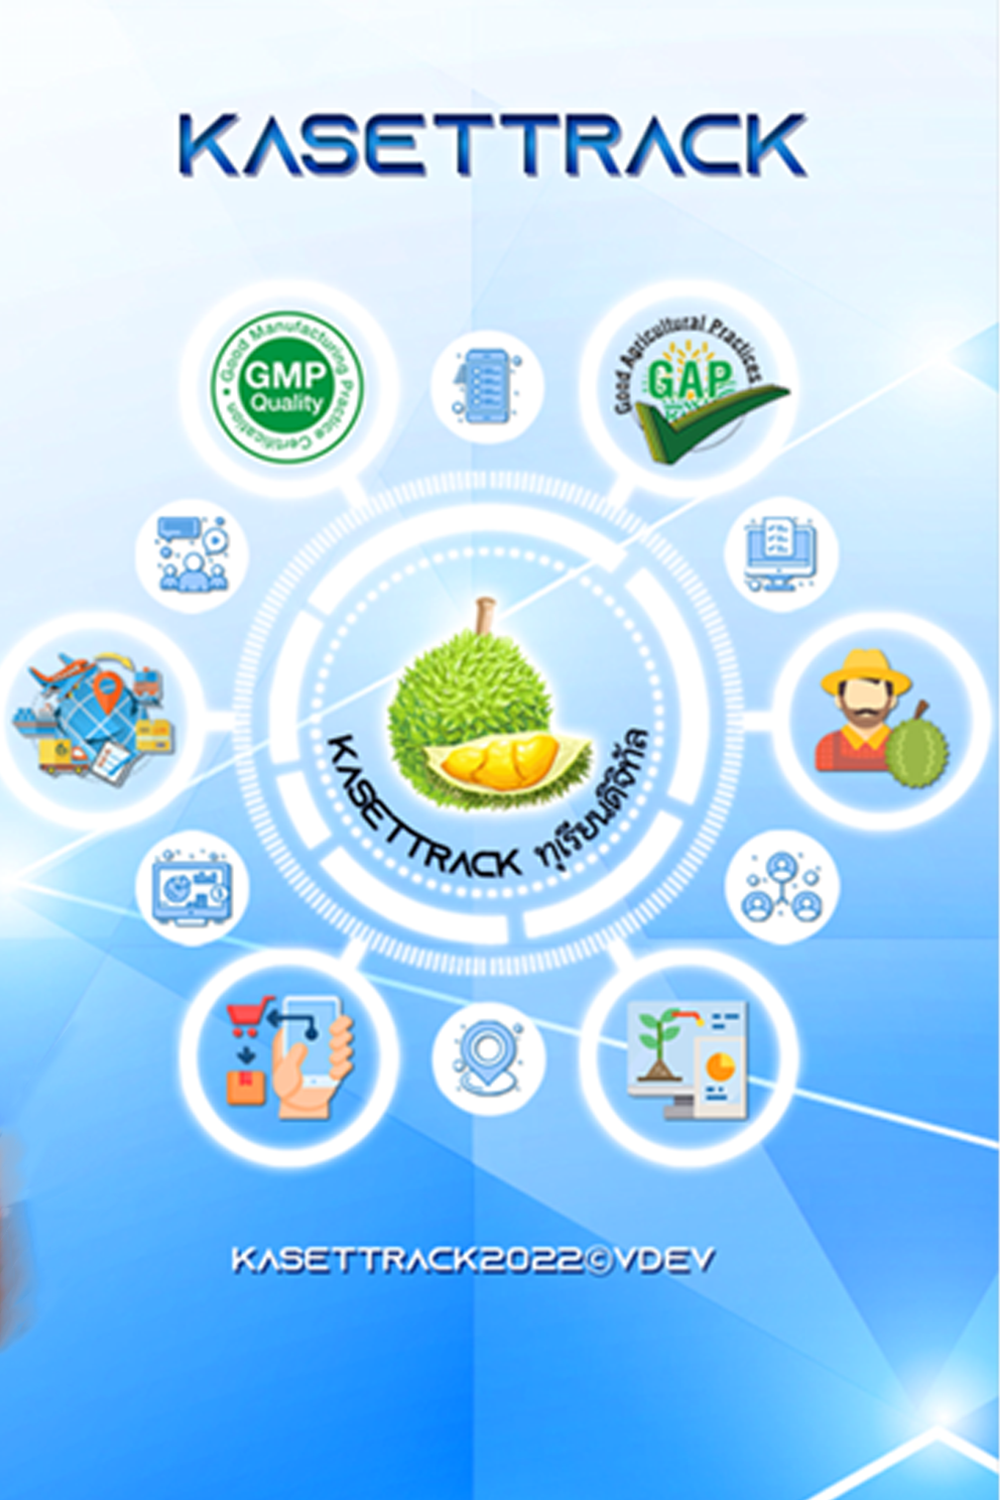 KASETTRACK
Good Manufacturing Practice Certification
GMP
Quality
Good Agricultural Practices
GAP
KASETTRACK ทุเรียนดิจิทัล
KASETTRACK2022©VDEV